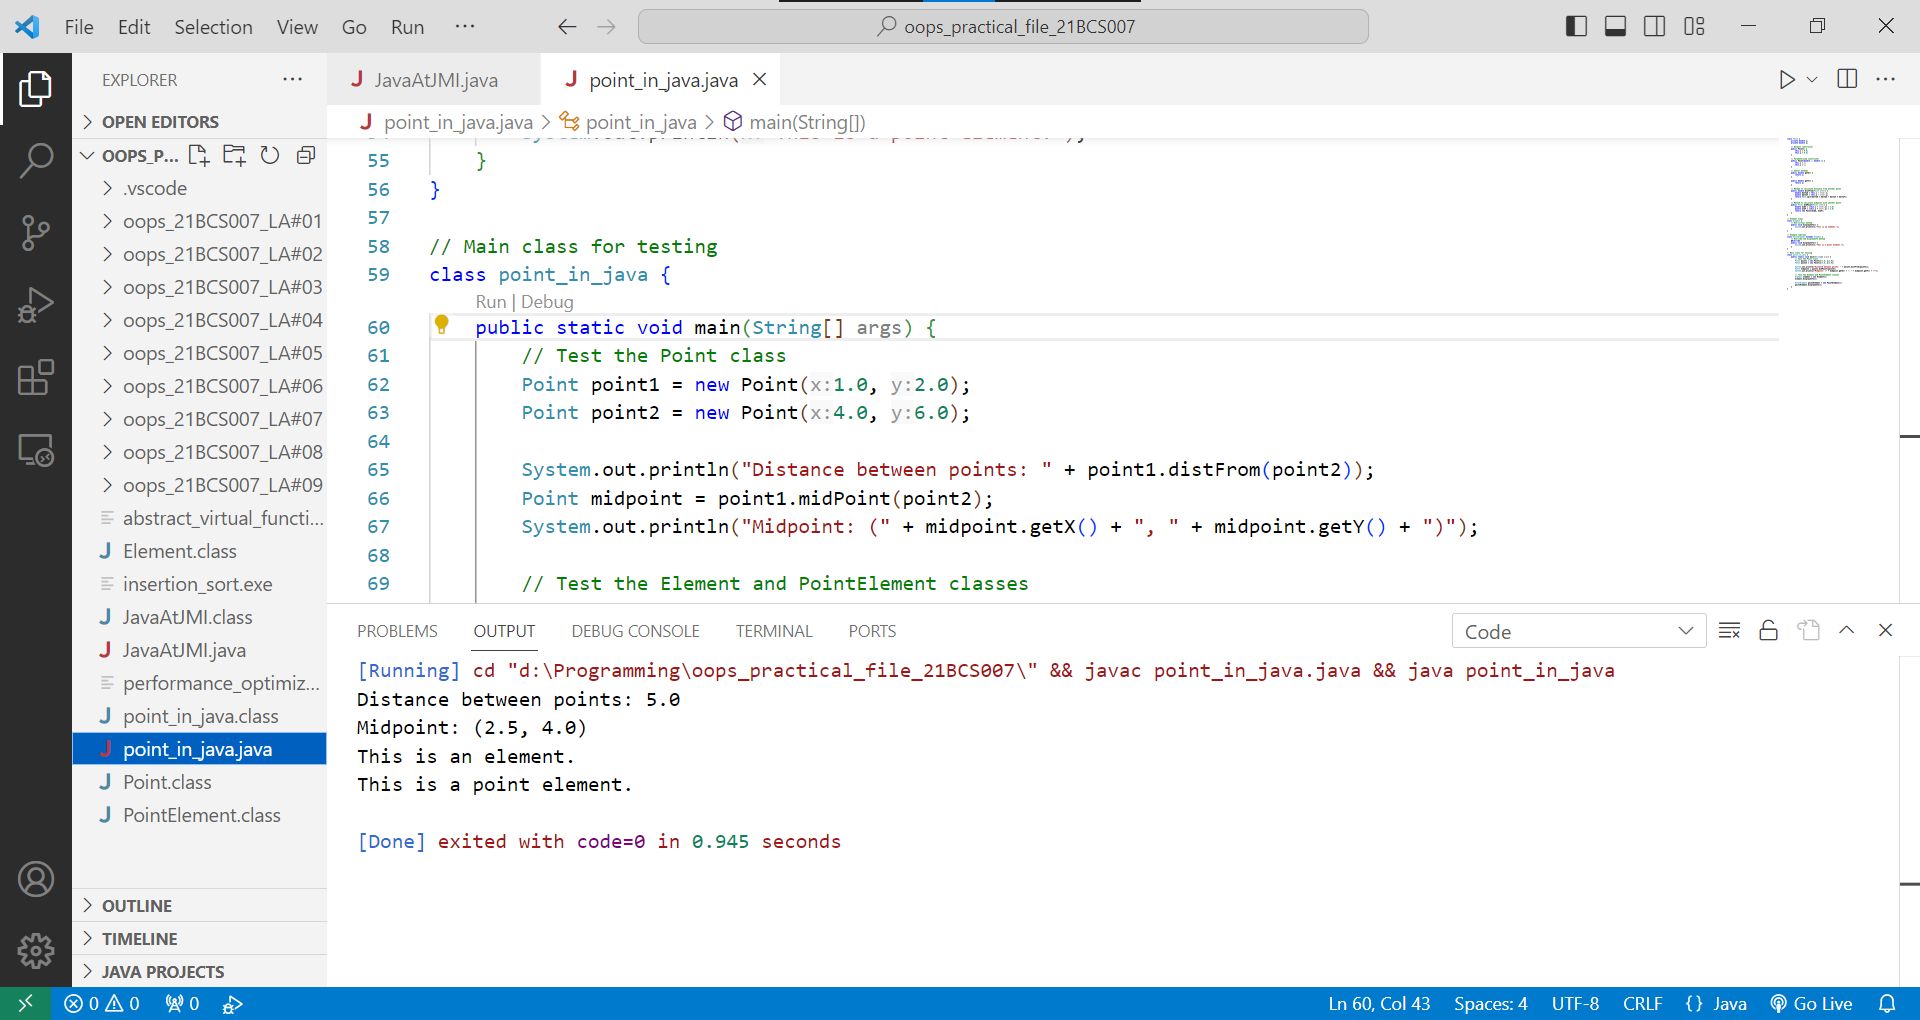 File Edit Selection View Go Run ···
oops_practical_file_21BCS007
EXPLORER
OPEN EDITORS
OOPS_P...
.vscode
oops_21BCS007_LA#01
oops_21BCS007_LA#02
oops_21BCS007_LA#03
oops_21BCS007_LA#04
oops_21BCS007_LA#05
oops_21BCS007_LA#06
oops_21BCS007_LA#07
oops_21BCS007_LA#08
oops_21BCS007_LA#09
abstract_virtual_functi...
Element.class
insertion_sort.exe
JavaAtJMI.class
JavaAtJMI.java
performance_optimiz...
point_in_java.class
point_in_java.java
Point.class
PointElement.class
OUTLINE
TIMELINE
JAVA PROJECTS
JavaAtJMI.java point_in_java.java
point_in_java.java > point_in_java > main(String[])
55 }
56 }
57
58 // Main class for testing
59 class point_in_java {
Run | Debug
60 public static void main(String[] args) {
61 // Test the Point class
62 Point point1 = new Point(x:1.0, y:2.0);
63 Point point2 = new Point(x:4.0, y:6.0);
64
65 System.out.println("Distance between points: " + point1.distFrom(point2));
66 Point midpoint = point1.midPoint(point2);
67 System.out.println("Midpoint: (" + midpoint.getX() + ", " + midpoint.getY() + ")");
68
69 // Test the Element and PointElement classes
PROBLEMS OUTPUT DEBUG CONSOLE TERMINAL PORTS
Code
[Running] cd "d:\Programming\oops_practical_file_21BCS007\" && javac point_in_java.java && java point_in_java
Distance between points: 5.0
Midpoint: (2.5, 4.0)
This is an element.
This is a point element.
[Done] exited with code=0 in 0.945 seconds
0 0 0
Ln 60, Col 43 Spaces: 4 UTF-8 CRLF {} Java Go Live